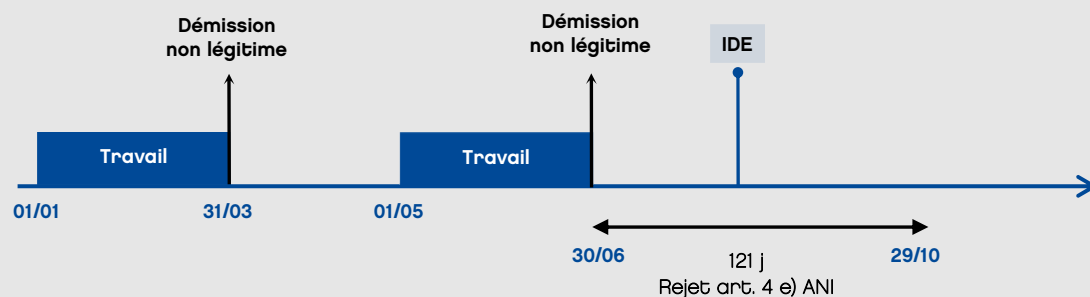 Démission
non légitime
Démission
non légitime
IDE
Travail
Travail
01/01
31/03
01/05
30/06
29/10
121 j
Rejet art. 4 e) ANI